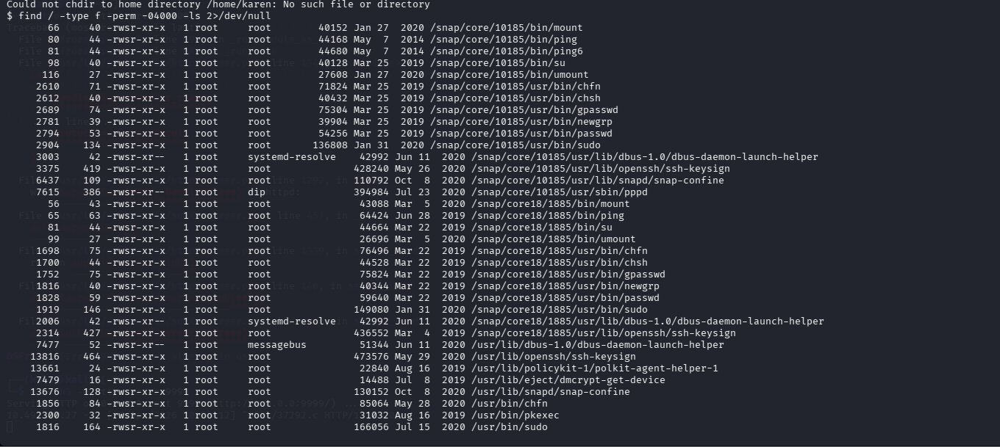 Could not chdir to home directory /home/karen: No such file or directory
$ find / -type f -perm -04000 -ls 2>/dev/null
66 40 -rwsr-xr-x 1 root root 40152 Jan 27 2020 /snap/core/10185/bin/mount
80 44 -rwsr-xr-x 1 root root 44168 May 7 2014 /snap/core/10185/bin/ping
81 44 -rwsr-xr-x 1 root root 44680 May 7 2014 /snap/core/10185/bin/ping6
98 40 -rwsr-xr-x 1 root root 40128 Mar 25 2019 /snap/core/10185/bin/su
116 27 -rwsr-xr-x 1 root root 27608 Jan 27 2020 /snap/core/10185/bin/umount
2610 71 -rwsr-xr-x 1 root root 71824 Mar 25 2019 /snap/core/10185/usr/bin/chfn
2612 40 -rwsr-xr-x 1 root root 40432 Mar 25 2019 /snap/core/10185/usr/bin/chsh
2689 74 -rwsr-xr-x 1 root root 75304 Mar 25 2019 /snap/core/10185/usr/bin/gpasswd
2781 39 -rwsr-xr-x 1 root root 39904 Mar 25 2019 /snap/core/10185/usr/bin/newgrp
2794 53 -rwsr-xr-x 1 root root 54256 Mar 25 2019 /snap/core/10185/usr/bin/passwd
2904 134 -rwsr-xr-x 1 root root 136808 Jan 31 2020 /snap/core/10185/usr/bin/sudo
3003 42 -rwsr-xr-- 1 root systemd-resolve 42992 Jun 11 2020 /snap/core/10185/usr/lib/dbus-1.0/dbus-daemon-launch-helper
3375 419 -rwsr-xr-x 1 root root 428240 May 26 2020 /snap/core/10185/usr/lib/openssh/ssh-keysign
6437 109 -rwsr-xr-x 1 root root 110792 Oct 8 2020 /snap/core/10185/usr/lib/snapd/snap-confine
7615 386 -rwsr-xr-- 1 root dip 394984 Jul 23 2020 /snap/core/10185/usr/sbin/pppd
56 43 -rwsr-xr-x 1 root root 43088 Mar 5 2020 /snap/core18/1885/bin/mount
65 63 -rwsr-xr-x 1 root root 64424 Jun 28 2019 /snap/core18/1885/bin/ping
81 44 -rwsr-xr-x 1 root root 44664 Mar 22 2019 /snap/core18/1885/bin/su
99 27 -rwsr-xr-x 1 root root 26696 Mar 5 2020 /snap/core18/1885/bin/umount
1698 75 -rwsr-xr-x 1 root root 76496 Mar 22 2019 /snap/core18/1885/usr/bin/chfn
1700 44 -rwsr-xr-x 1 root root 44528 Mar 22 2019 /snap/core18/1885/usr/bin/chsh
1752 75 -rwsr-xr-x 1 root root 75824 Mar 22 2019 /snap/core18/1885/usr/bin/gpasswd
1816 40 -rwsr-xr-x 1 root root 40344 Mar 22 2019 /snap/core18/1885/usr/bin/newgrp
1828 59 -rwsr-xr-x 1 root root 59640 Mar 22 2019 /snap/core18/1885/usr/bin/passwd
1919 146 -rwsr-xr-x 1 root root 149080 Jan 31 2020 /snap/core18/1885/usr/bin/sudo
2006 42 -rwsr-xr-- 1 root systemd-resolve 42992 Jun 11 2020 /snap/core18/1885/usr/lib/dbus-1.0/dbus-daemon-launch-helper
2314 427 -rwsr-xr-x 1 root root 436552 Mar 4 2019 /snap/core18/1885/usr/lib/openssh/ssh-keysign
7477 52 -rwsr-xr-- 1 root messagebus 51344 Jun 11 2020 /usr/lib/dbus-1.0/dbus-daemon-launch-helper
13816 464 -rwsr-xr-x 1 root root 473576 May 29 2020 /usr/lib/openssh/ssh-keysign
13661 24 -rwsr-xr-x 1 root root 22840 Aug 16 2019 /usr/lib/policykit-1/polkit-agent-helper-1
7479 16 -rwsr-xr-x 1 root root 14488 Jul 8 2019 /usr/lib/eject/dmcrypt-get-device
13676 128 -rwsr-xr-x 1 root root 130152 Oct 8 2020 /usr/lib/snapd/snap-confine
1856 84 -rwsr-xr-x 1 root root 85064 May 28 2020 /usr/bin/chfn
2300 32 -rwsr-xr-x 1 root root 31032 Aug 16 2019 /usr/bin/pkexec
1816 164 -rwsr-xr-x 1 root root 166056 Jul 15 2020 /usr/bin/sudo